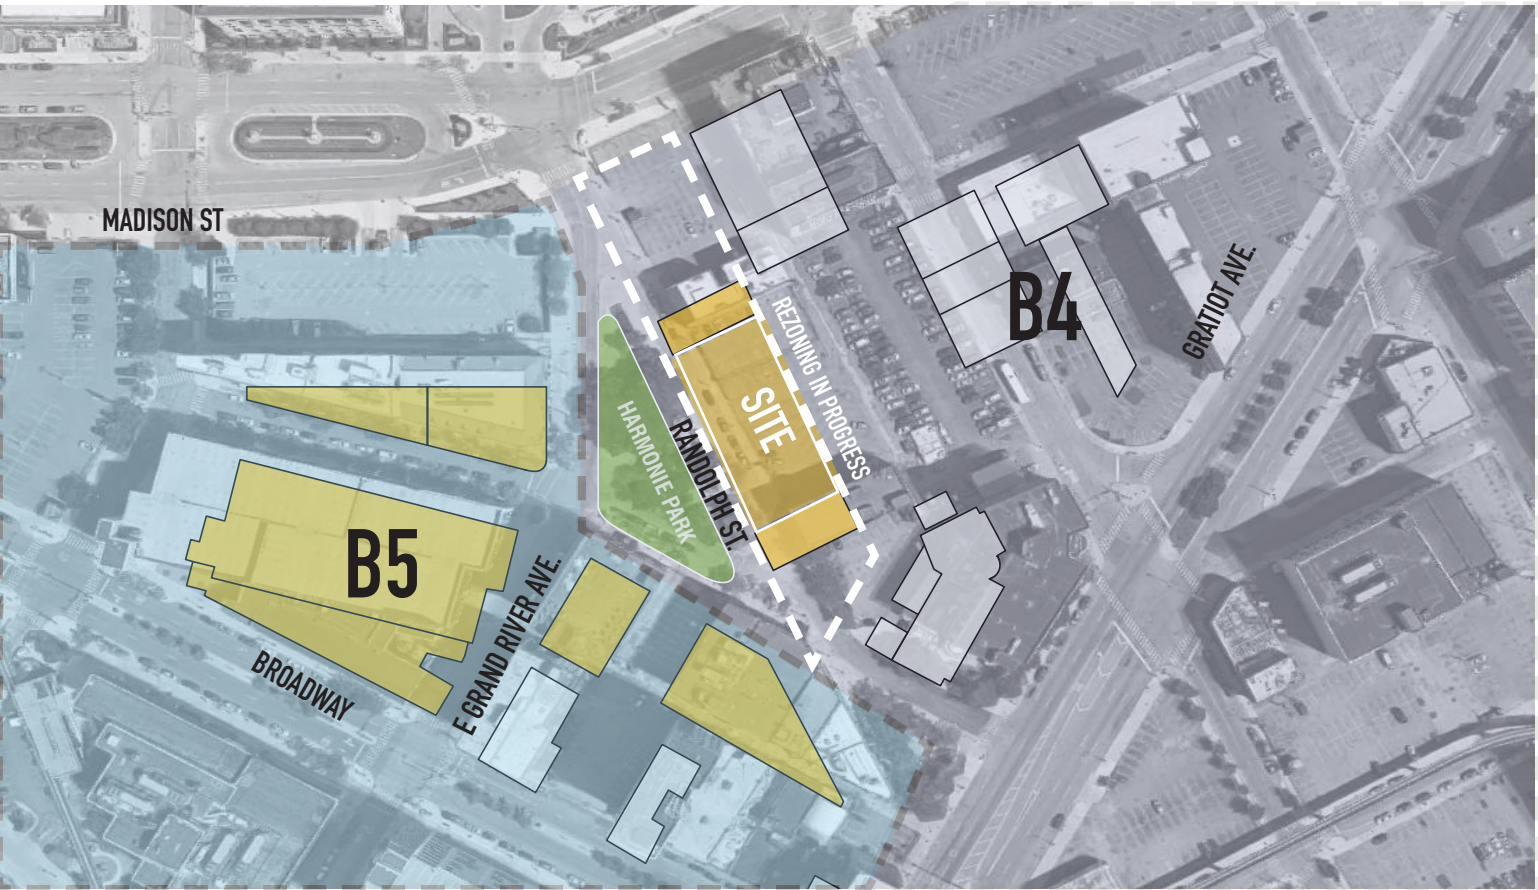 MADISON ST
B4
GRATIOT AVE.
REZONING IN PROGRESS
SITE
RANDOLPH ST.
HARMONIE PARK
B5
E GRAND RIVER AVE.
BROADWAY